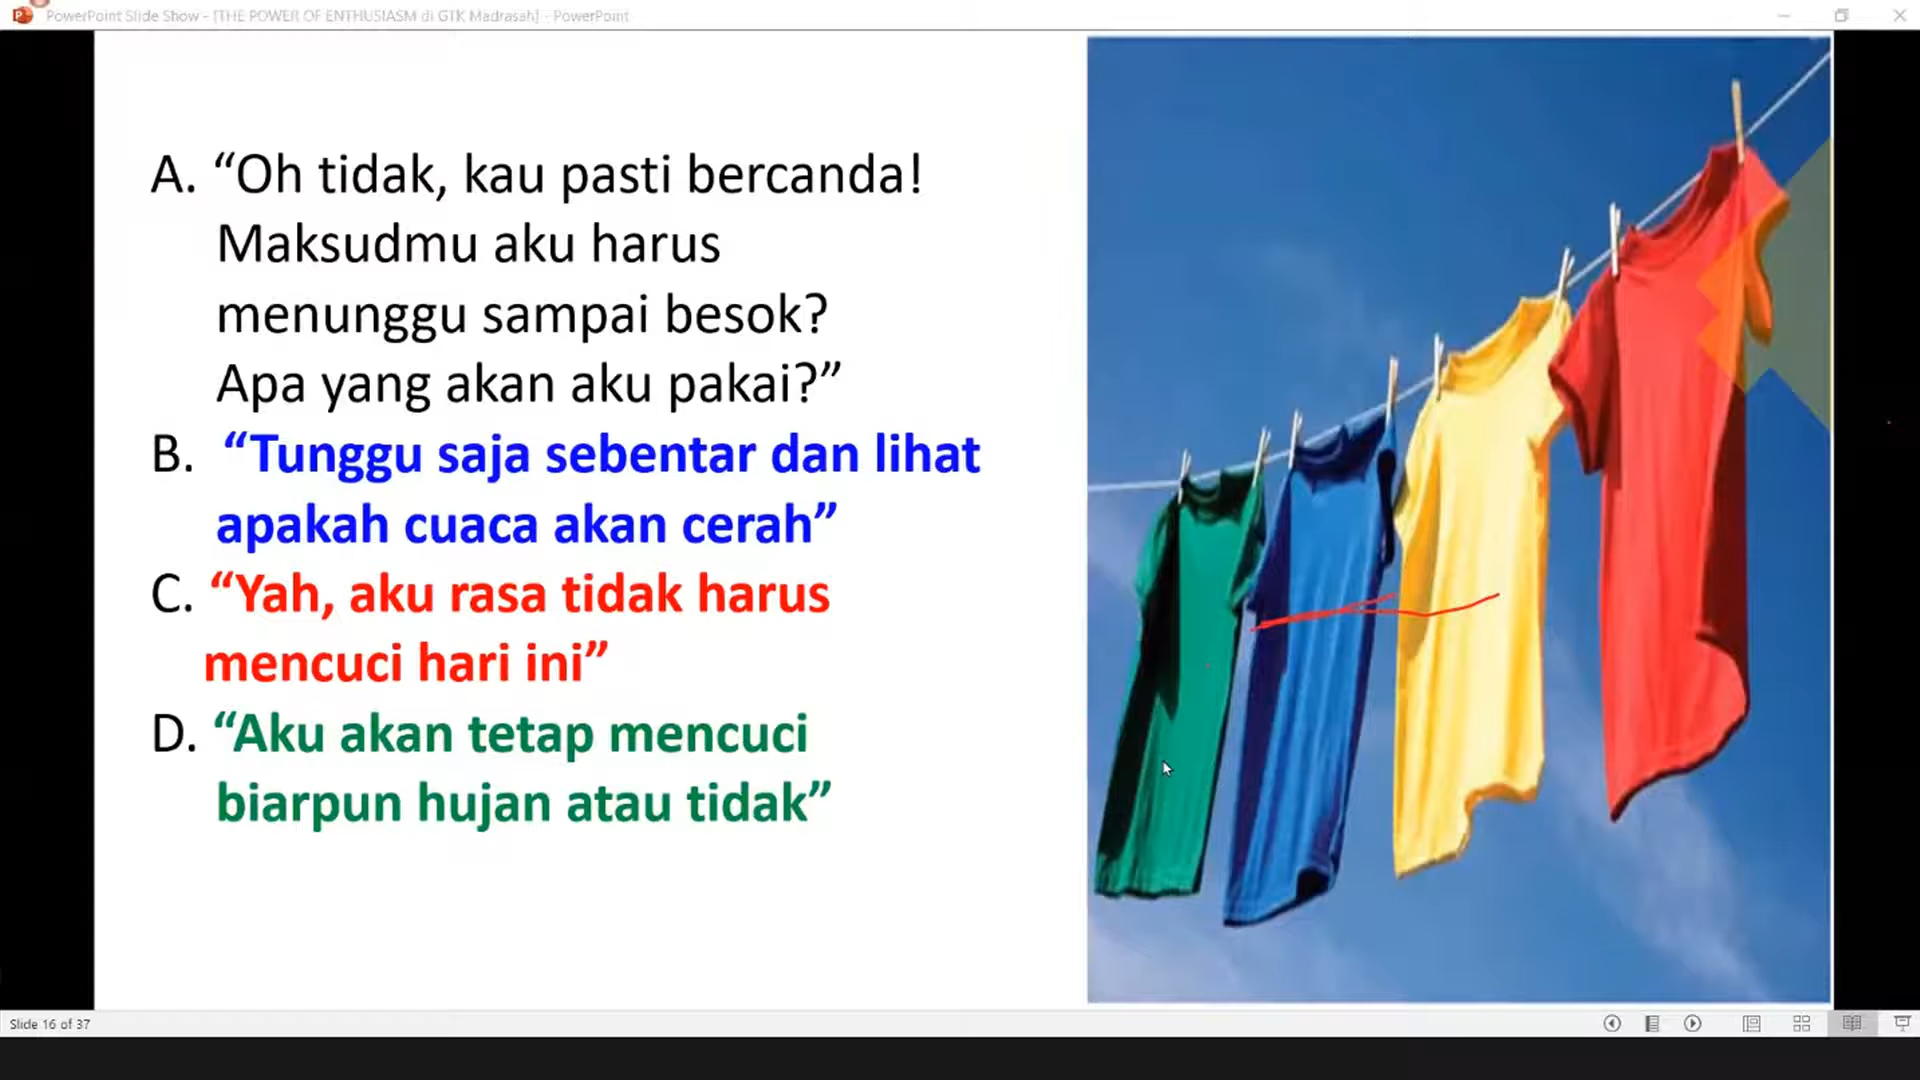 PowerPoint Slide Show - [THE POWER OF ENTHUSIASM di GTK Madrasah] - PowerPoint
A. “Oh tidak, kau pasti bercanda!
Maksudmu aku harus
menunggu sampai besok?
Apa yang akan aku pakai?”
B. “Tunggu saja sebentar dan lihat
apakah cuaca akan cerah”
C. “Yah, aku rasa tidak harus
mencuci hari ini”
D. “Aku akan tetap mencuci
biarpun hujan atau tidak”
Slide 16 of 37